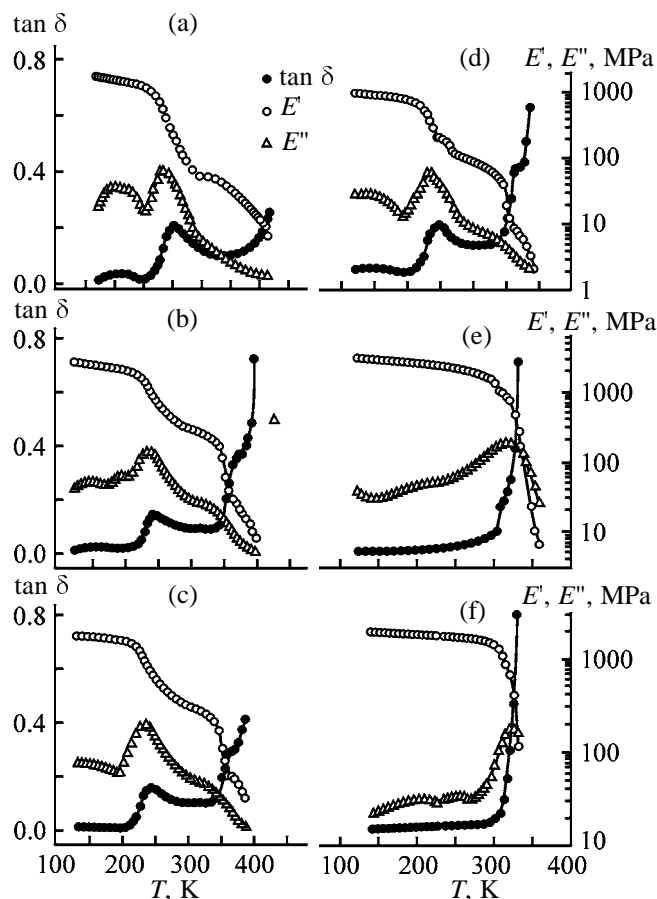 tan δ (a)
tan δ
E'
E"
(d) E', E", MPa
0.8
0.4
0.0
1000
100
10
1
tan δ (b)
(e) E', E", MPa
0.8
0.4
0.0
1000
100
10
tan δ (c)
(f) E', E", MPa
0.8
0.4
0.0
1000
100
10
100 200 300 400
100 200 300 400
T, K
T, K